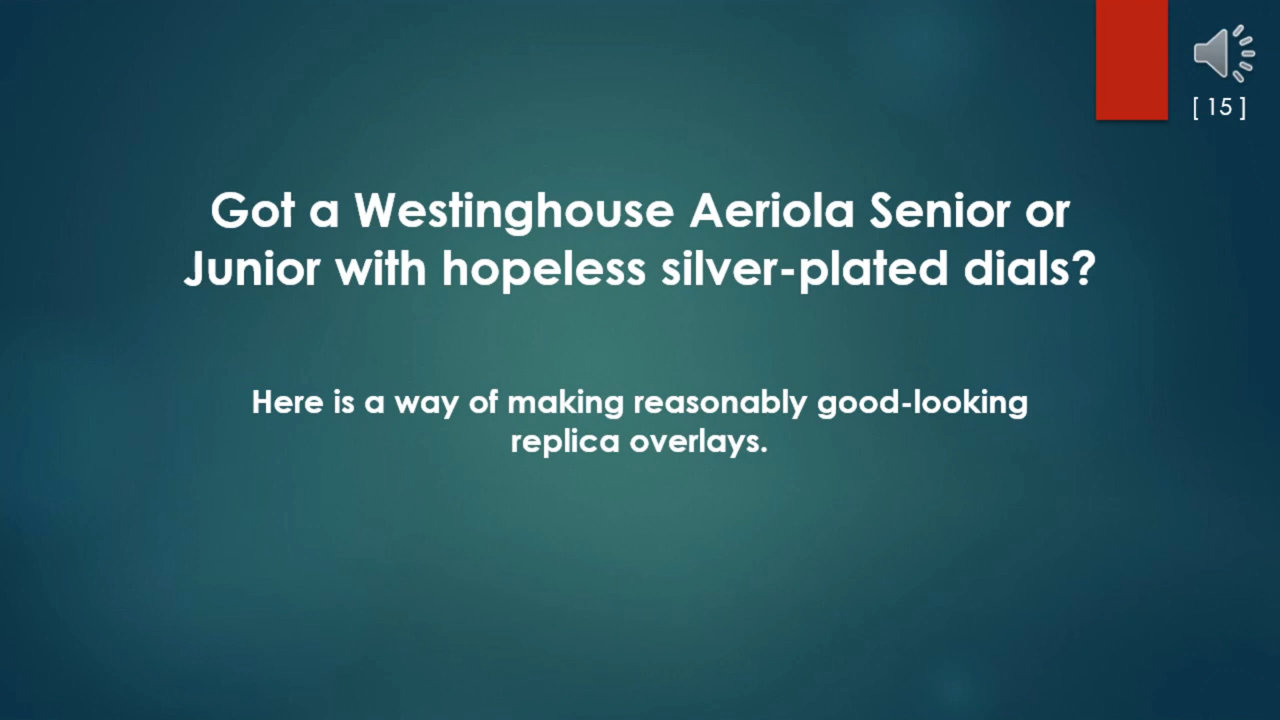 [ 15 ]
Got a Westinghouse Aeriola Senior or
Junior with hopeless silver-plated dials?
Here is a way of making reasonably good-looking
replica overlays.